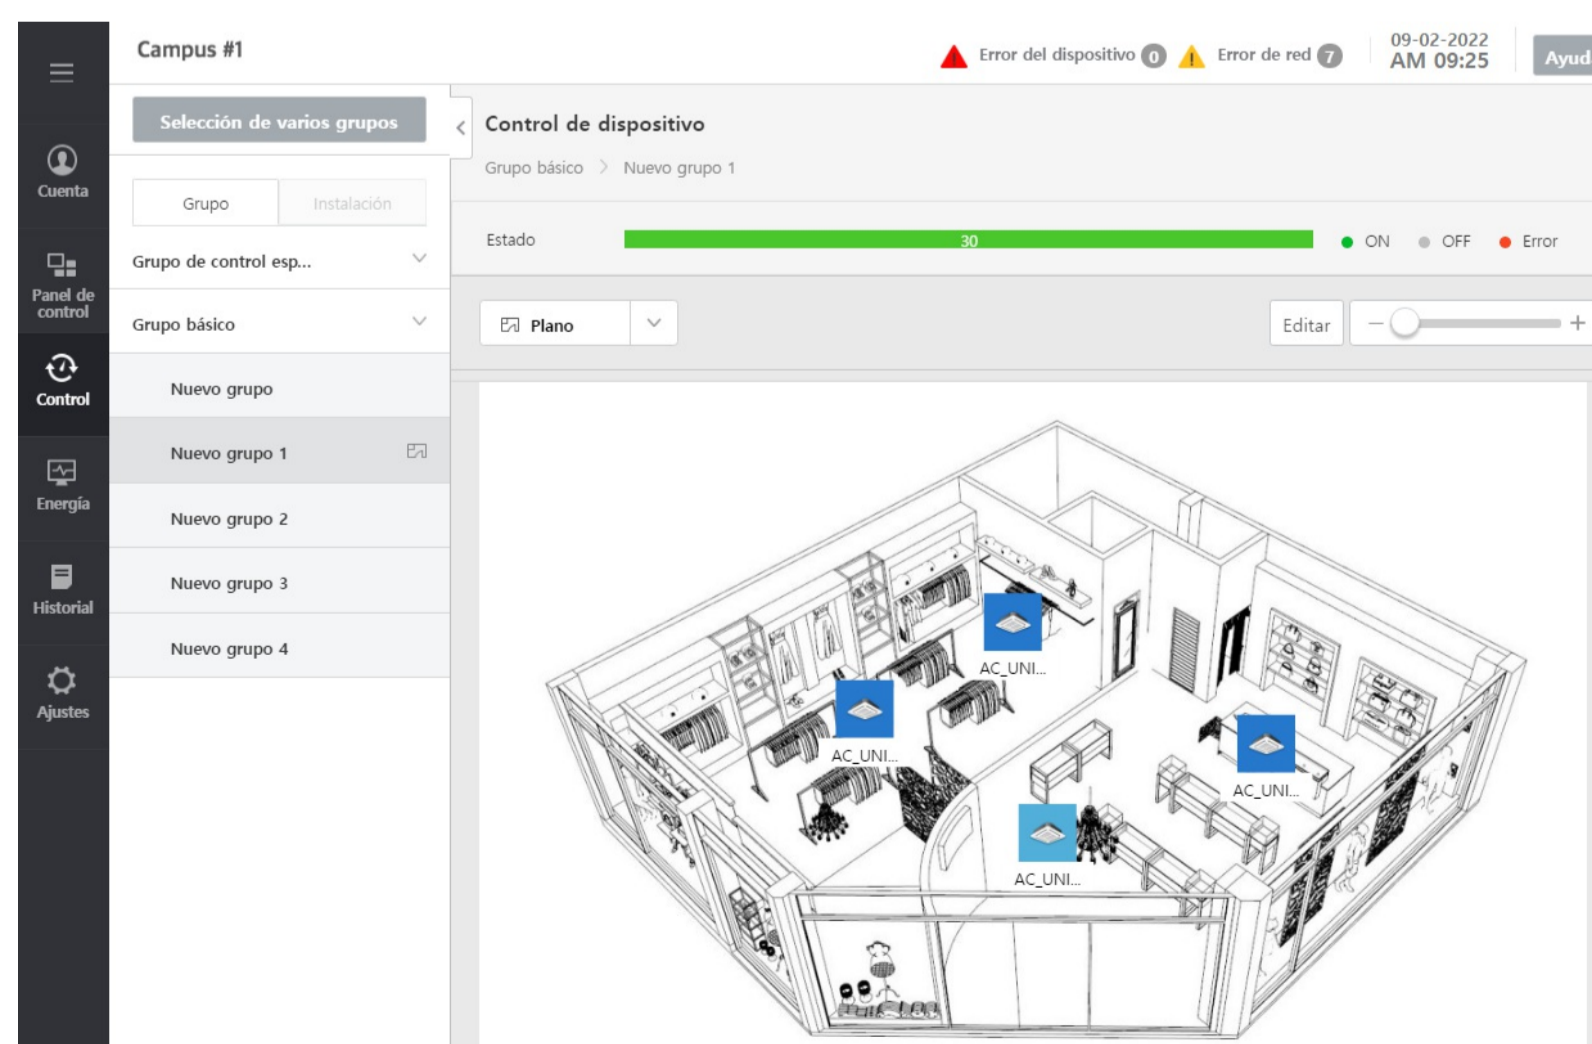 Campus #1
Error del dispositivo 0
Error de red 7
09-02-2022
AM 09:25
Ayud
Cuenta
Panel de
control
Control
Energía
Historial
Ajustes
Selección de varios grupos
Grupo
Instalación
Grupo de control esp...
Grupo básico
Nuevo grupo
Nuevo grupo 1
Nuevo grupo 2
Nuevo grupo 3
Nuevo grupo 4
Control de dispositivo
Grupo básico > Nuevo grupo 1
Estado
30
ON
OFF
Error
Plano
Editar
AC_UNI...
AC_UNI...
AC_UNI...
AC_UNI...